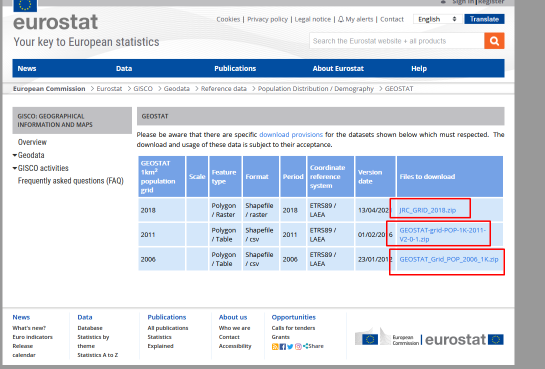 Sign In|Register
eurostat
Your key to European statistics
Cookies | Privacy policy | Legal notice | My alerts | Contact
English
Translate
Search the Eurostat website + all products
News Data Publications About Eurostat Help
European Commission > Eurostat > GISCO > Geodata > Reference data > Population Distribution / Demography > GEOSTAT
GISCO: GEOGRAPHICAL
INFORMATION AND MAPS
Overview
Geodata
GISCO activities
Frequently asked questions (FAQ)
GEOSTAT
Please be aware that there are specific download provisions for the datasets shown below which must respected. The
download and usage of these data is subject to their acceptance.
GEOSTAT
1km²
population
grid
Scale
Feature
type
Format
Period
Coordinate
reference
system
Version
date
Files to download
2018
Polygon
/ Raster
Shapefile
/ raster
2018
ETRS89 /
LAEA
13/04/202
JRC_GRID_2018.zip
2011
Polygon
/ Table
Shapefile
/ csv
2011
ETRS89 /
LAEA
01/02/2016
GEOSTAT-grid-POP-1K-2011-
V2-0-1.zip
2006
Polygon
/ Table
Shapefile
/ csv
2006
ETRS89 /
LAEA
23/01/2012
GEOSTAT_Grid_POP_2006_1K.zip
News
What's new?
Euro indicators
Release
calendar
Data
Database
Statistics by
theme
Statistics A to Z
Publications
All publications
Statistics
Explained
About us
Who we are
Contact
Accessibility
Opportunities
Calls for tenders
Grants
Share
European
Commission
eurostat